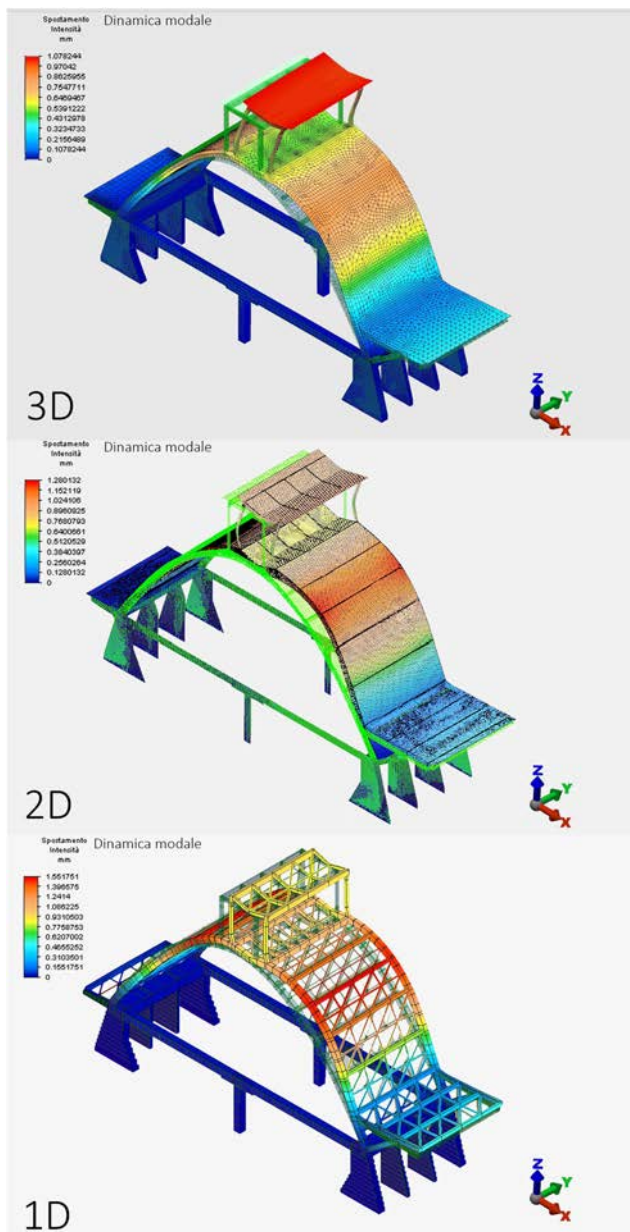 Spostamento
Intensità
mm
Dinamica modale
1.078244
0.97042
0.8625955
0.7547711
0.6469467
0.5391222
0.4312978
0.3234733
0.2156489
0.1078244
0
3D
Z
Y
X
Spostamento
Intensità
mm
Dinamica modale
1.280132
1.152119
1.024106
0.8960925
0.7680793
0.6400661
0.5120529
0.3840397
0.2560264
0.1280132
0
2D
Z
Y
X
Spostamento
Intensità
mm
Dinamica modale
1.551751
1.396575
1.2414
1.086225
0.9310503
0.7758753
0.6207002
0.4655252
0.3103501
0.1551751
0
1D
Z
Y
X